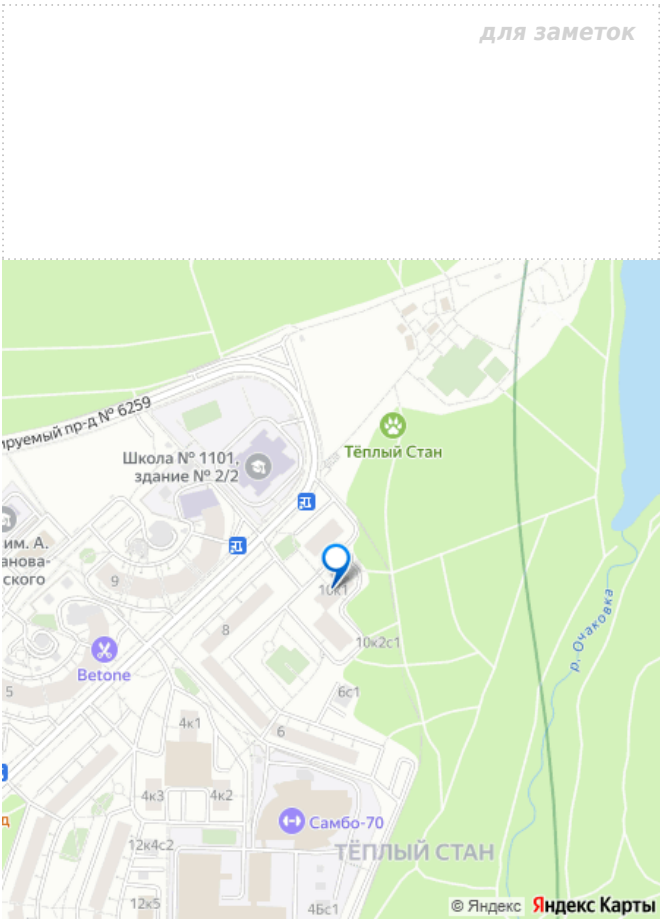 для заметок
ируемый пр-д № 6259
Тёплый Стан
Школа № 1101,
здание № 2/2
им. А.
анова-
ского
9
10к1
8
10к2с1
р. Очаковка
Betone
5
6с1
4к1
6
4к3
4к2
Самбо-70
д
12к4с2
ТЁПЛЫЙ СТАН
12к5
4Бс1
© Яндекс Яндекс Карты